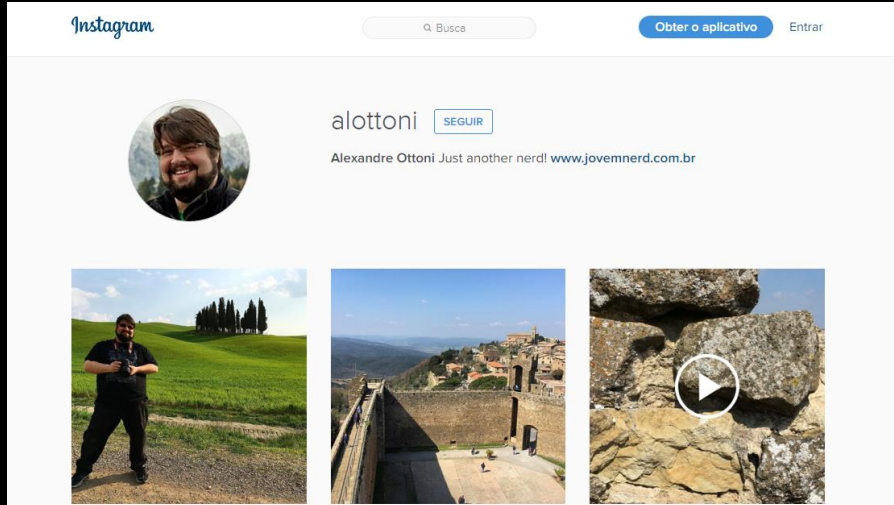 Instagram
Busca
Obter o aplicativo
Entrar
alottoni SEGUIR
Alexandre Ottoni Just another nerd! www.jovemnerd.com.br